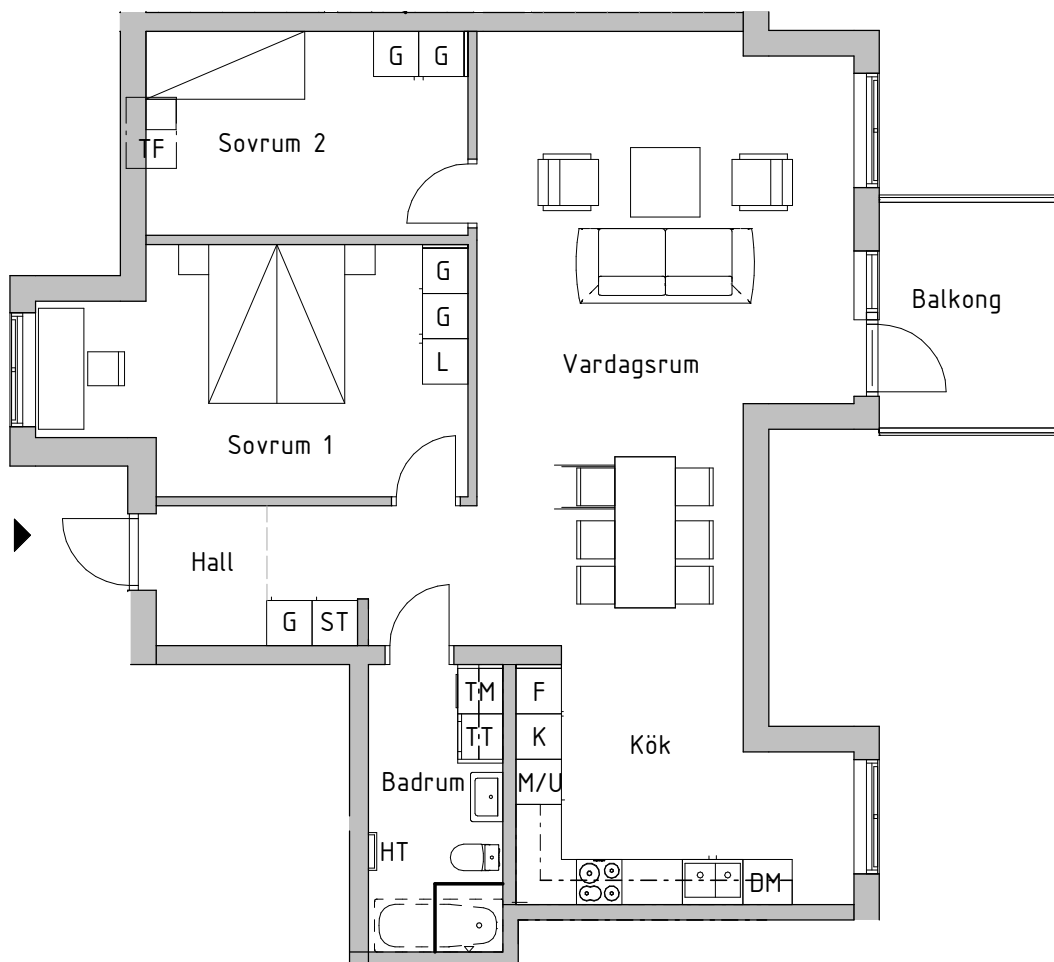 G G
Sovrum 2
TF
G
G
L
Balkong
Vardagsrum
Sovrum 1
Hall
G ST
TM
TT
F
K
M/U
Kök
Badrum
HT
DM